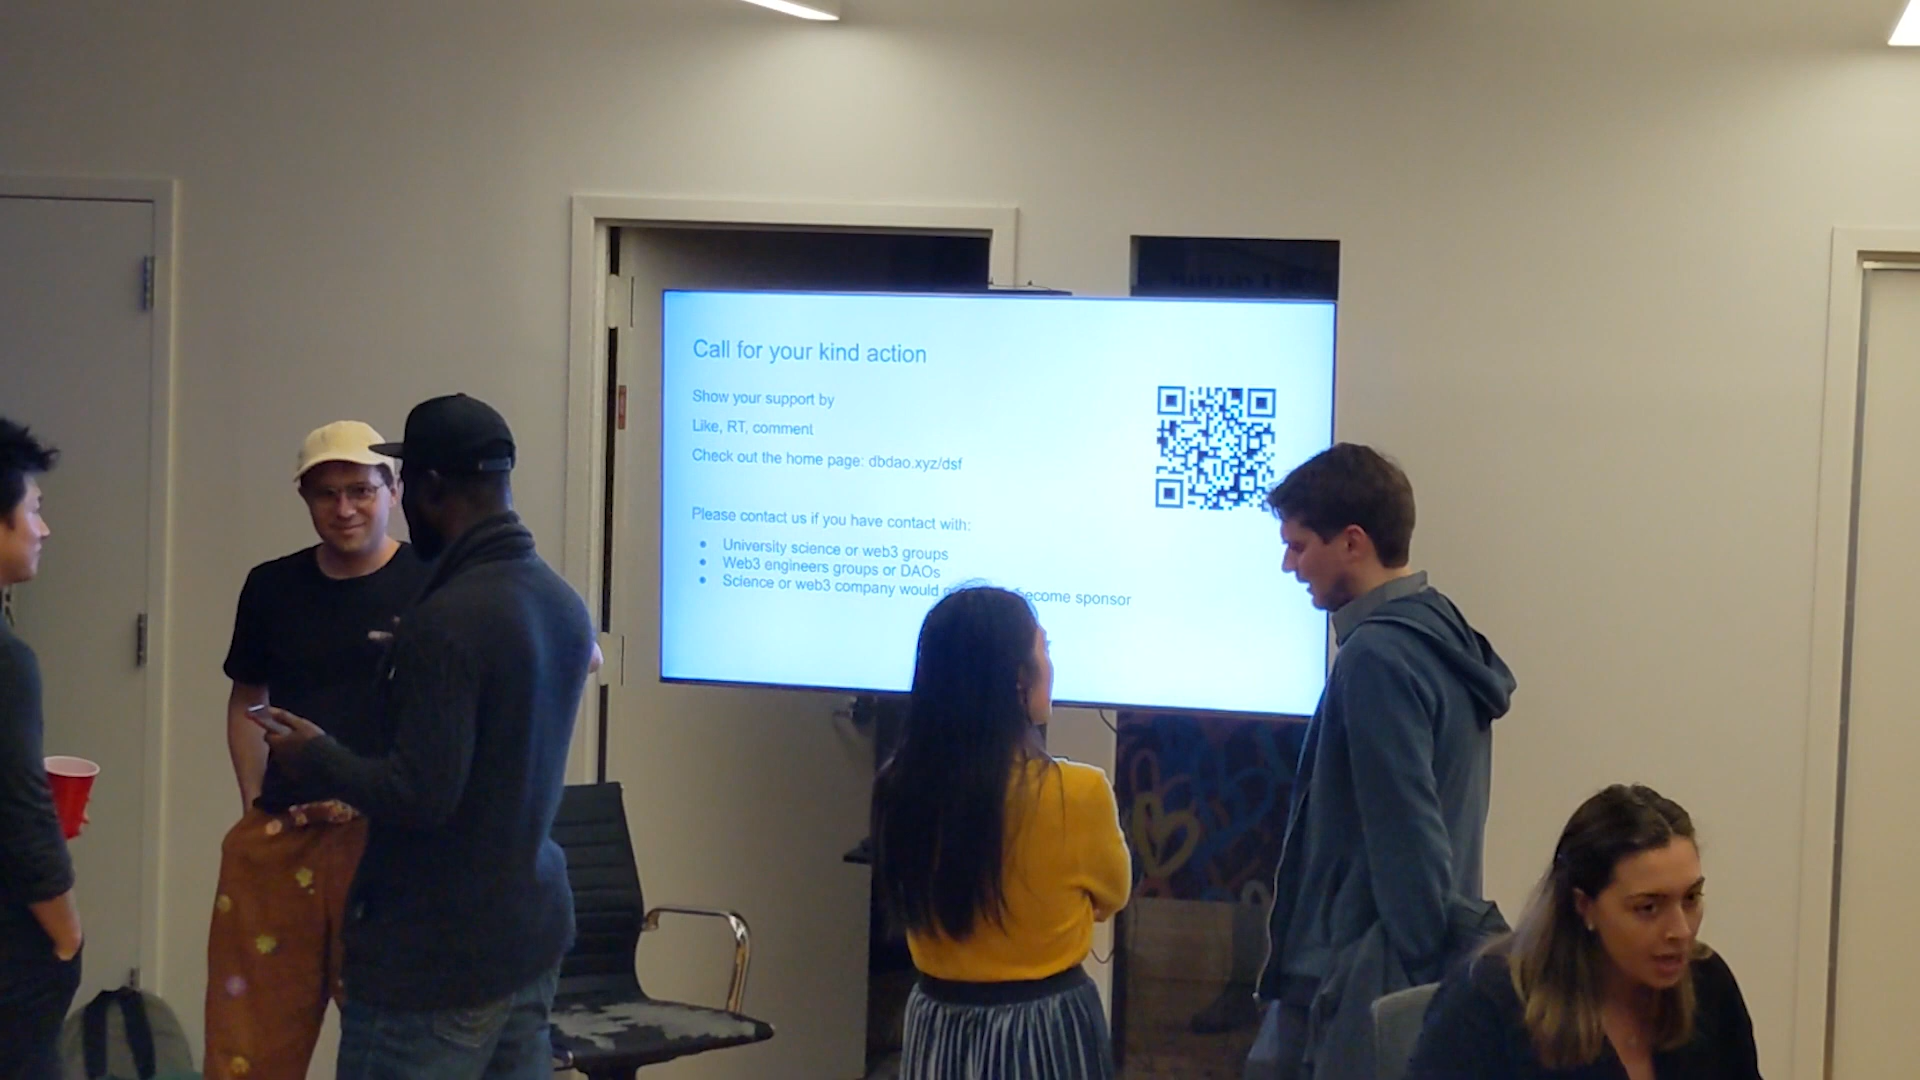 Call for your kind action
Show your support by
Like, RT, comment
Check out the home page: dbdao.xyz/dsf
Please contact us if you have contact with:
● University science or web3 groups
● Web3 engineers groups or DAOs
● Science or web3 company would become sponsor